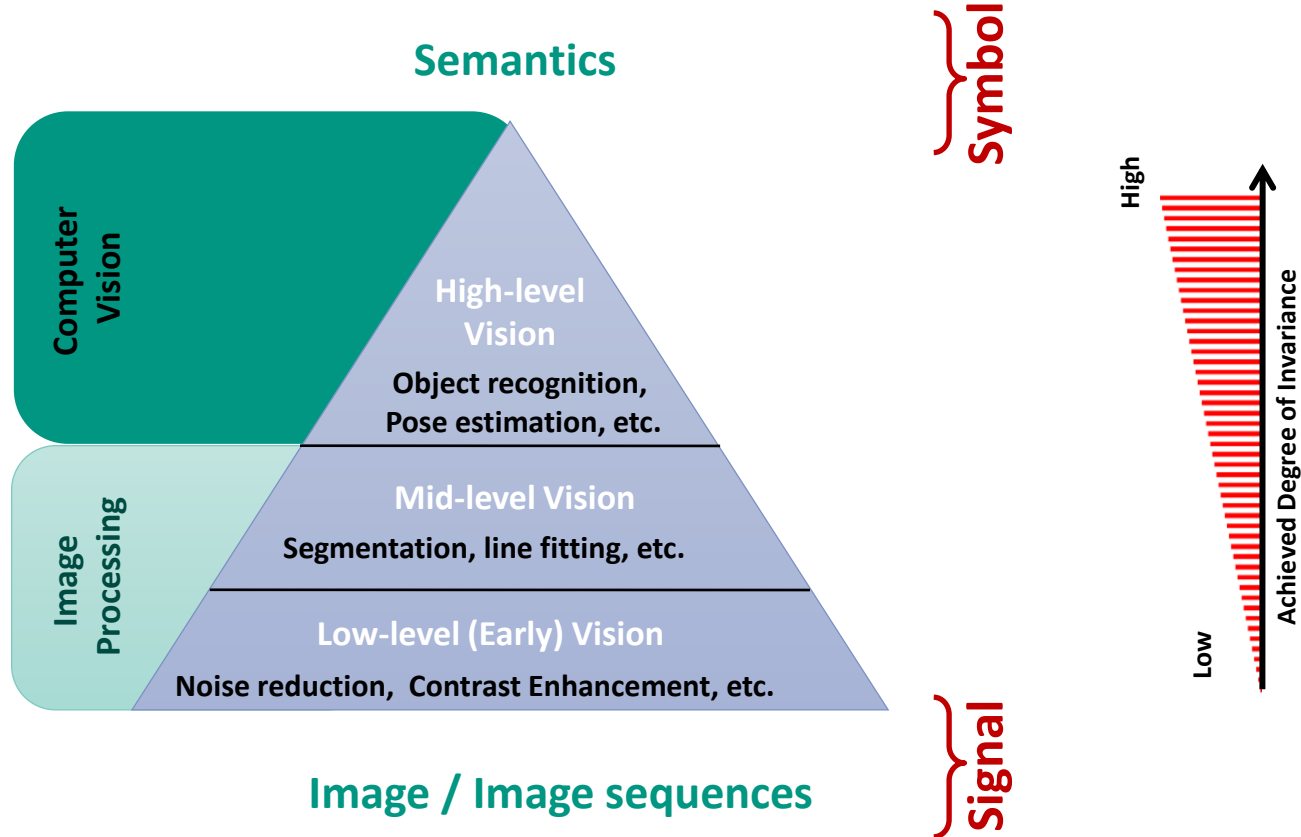 Semantics
Symbol
Computer
Vision
High-level
Vision
Object recognition,
Pose estimation, etc.
High
Achieved Degree of Invariance
Low
Image
Processing
Mid-level Vision
Segmentation, line fitting, etc.
Low-level (Early) Vision
Noise reduction, Contrast Enhancement, etc.
Image / Image sequences
Signal